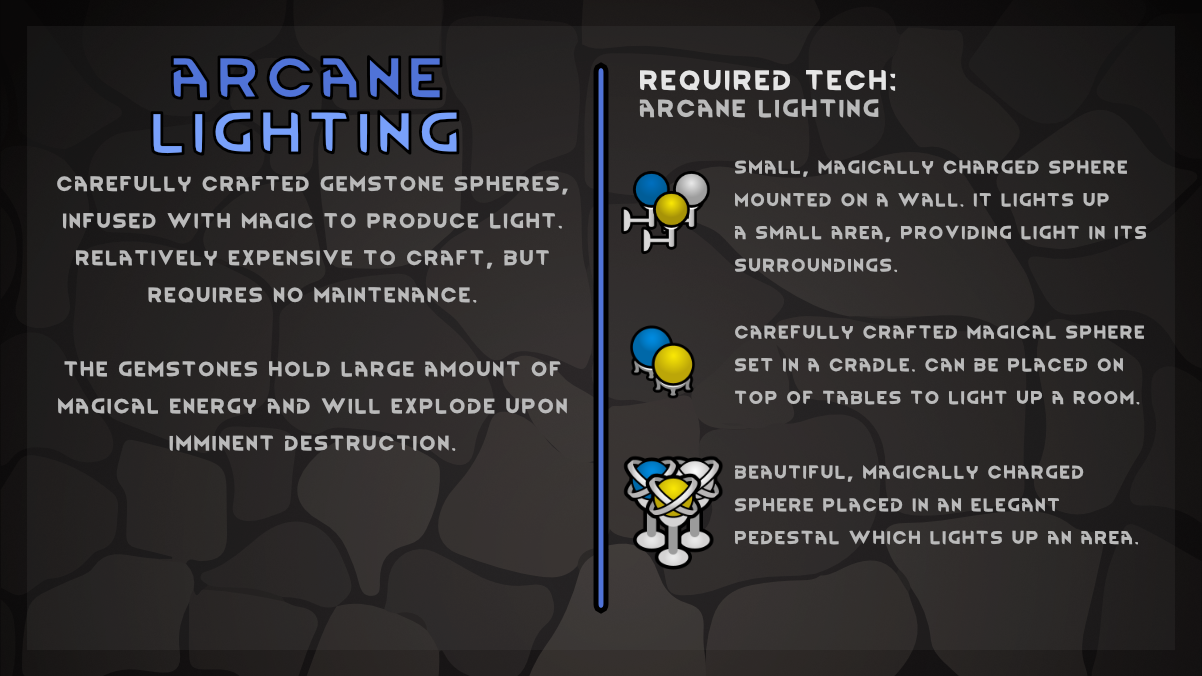 ARCANE
LIGHTING
CAREFULLY CRAFTED GEMSTONE SPHERES,
INFUSED WITH MAGIC TO PRODUCE LIGHT.
RELATIVELY EXPENSIVE TO CRAFT, BUT
REQUIRES NO MAINTENANCE.
THE GEMSTONES HOLD LARGE AMOUNT OF
MAGICAL ENERGY AND WILL EXPLODE UPON
IMMINENT DESTRUCTION.
REQUIRED TECH:
ARCANE LIGHTING
SMALL, MAGICALLY CHARGED SPHERE
MOUNTED ON A WALL. IT LIGHTS UP
A SMALL AREA, PROVIDING LIGHT IN ITS
SURROUNDINGS.
CAREFULLY CRAFTED MAGICAL SPHERE
SET IN A CRADLE. CAN BE PLACED ON
TOP OF TABLES TO LIGHT UP A ROOM.
BEAUTIFUL, MAGICALLY CHARGED
SPHERE PLACED IN AN ELEGANT
PEDESTAL WHICH LIGHTS UP AN AREA.